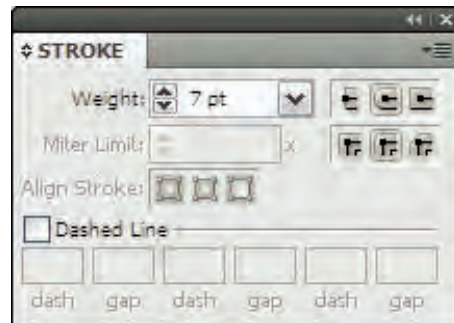 STROKE
Weight: 7 pt
Miter Limit: x
Align Stroke:
Dashed Line
dash gap dash gap dash gap